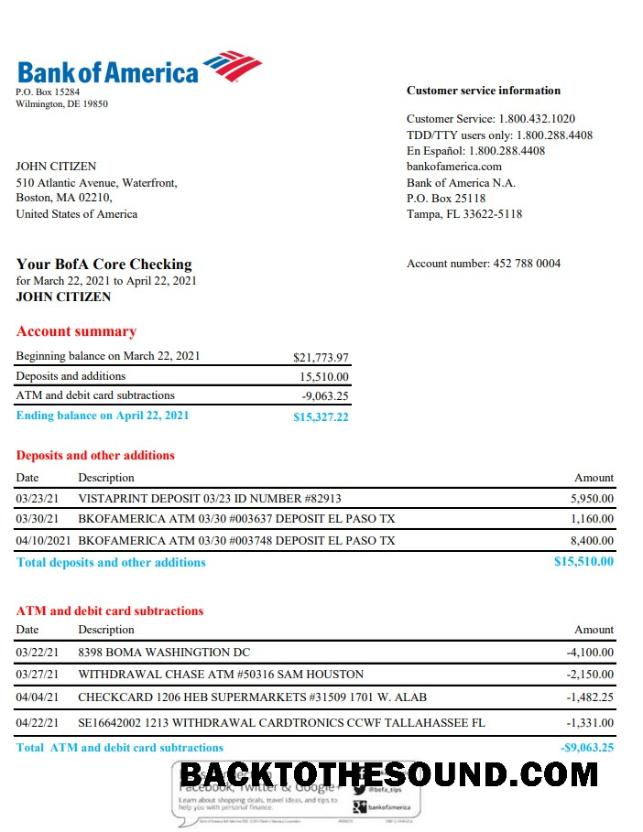 Bank of America
P.O. Box 15284
Wilmington, DE 19850
Customer service information
Customer Service: 1.800.432.1020
TDD/TTY users only: 1.800.288.4408
En Español: 1.800.288.4408
bankofamerica.com
Bank of America N.A.
P.O. Box 25118
Tampa, FL 33622-5118
JOHN CITIZEN
510 Atlantic Avenue, Waterfront,
Boston, MA 02210,
United States of America
Your BofA Core Checking
for March 22, 2021 to April 22, 2021
JOHN CITIZEN
Account number: 452 788 0004
Account summary
Beginning balance on March 22, 2021 $21,773.97
Deposits and additions 15,510.00
ATM and debit card subtractions -9,063.25
Ending balance on April 22, 2021 $15,327.22
Deposits and other additions
Date Description Amount
03/23/21 VISTAPRINT DEPOSIT 03/23 ID NUMBER #82913 5,950.00
03/30/21 BKOFAMERICA ATM 03/30 #003637 DEPOSIT EL PASO TX 1,160.00
04/10/2021 BKOFAMERICA ATM 03/30 #003748 DEPOSIT EL PASO TX 8,400.00
Total deposits and other additions $15,510.00
ATM and debit card subtractions
Date Description Amount
03/22/21 8398 BOMA WASHINGTION DC -4,100.00
03/27/21 WITHDRAWAL CHASE ATM #50316 SAM HOUSTON -2,150.00
04/04/21 CHECKCARD 1206 HEB SUPERMARKETS #31509 1701 W. ALAB -1,482.25
04/22/21 SE16642002 1213 WITHDRAWAL CARDTRONICS CCWF TALLAHASSEE FL -1,331.00
Total ATM and debit card subtractions -$9,063.25
BACKTOTHESOUND.COM
Facebook, Twitter & Google+
@bofa_tips
Learn about shopping deals, travel ideas, and tips to
help you with personal finance.
bankofamerica